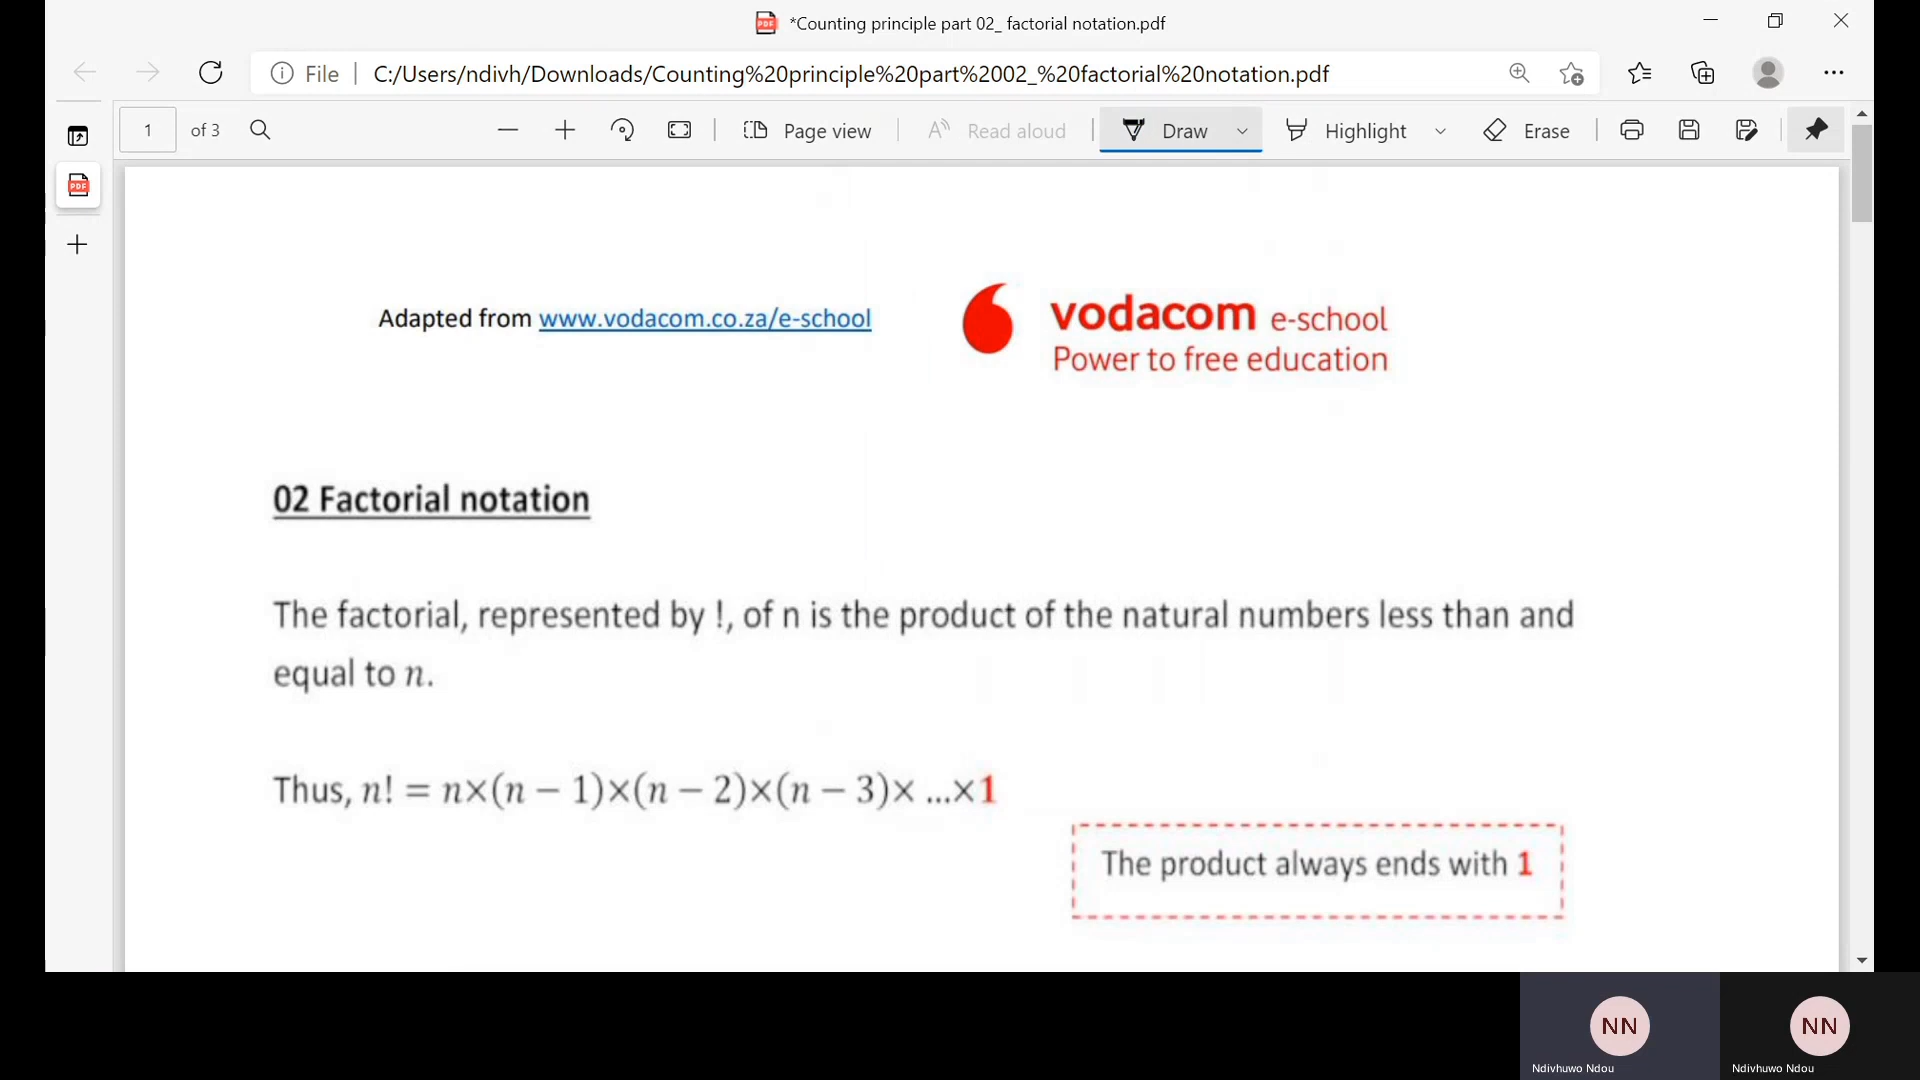 *Counting principle part 02_ factorial notation.pdf
File | C:/Users/ndivh/Downloads/Counting%20principle%20part%2002_%20factorial%20notation.pdf
1 of 3 Page view Read aloud Draw Highlight Erase
Adapted from www.vodacom.co.za/e-school
vodacom e-school
Power to free education
02 Factorial notation
The factorial, represented by !, of n is the product of the natural numbers less than and
equal to n.
Thus, n! = n×(n − 1)×(n − 2)×(n − 3)× ...×1
The product always ends with 1
NN NN
Ndivhuwo Ndou Ndivhuwo Ndou